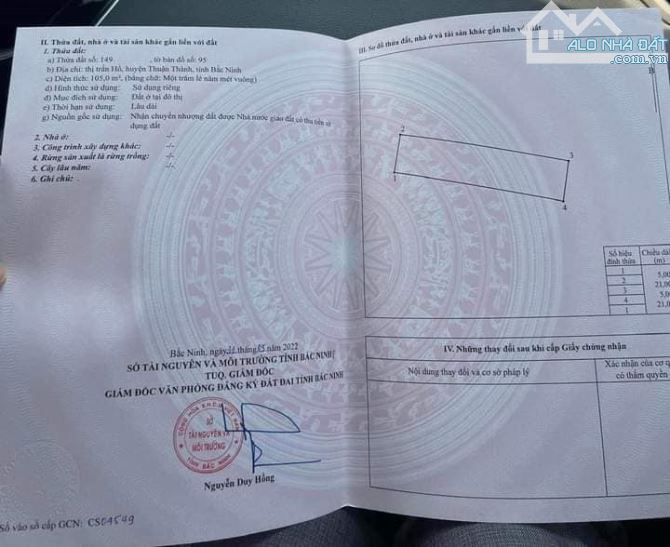 II. Thửa đất, nhà ở và tài sản khác gắn liền với đất
1. Thửa đất:
a) Thửa đất số: 149 , tờ bản đồ số: 95
b) Địa chỉ: thị trấn Hồ, huyện Thuận Thành, tỉnh Bắc Ninh
c) Diện tích: 105,0 m², (bằng chữ: Một trăm lẻ năm mét vuông)
d) Hình thức sử dụng: Sử dụng riêng
đ) Mục đích sử dụng: Đất ở tại đô thị
e) Thời hạn sử dụng: Lâu dài
g) Nguồn gốc sử dụng: Nhận chuyển nhượng đất được Nhà nước giao đất có thu tiền sử
dụng đất
2. Nhà ở: -/-
3. Công trình xây dựng khác: -/-
4. Rừng sản xuất là rừng trồng: -/-
5. Cây lâu năm: -/-
6. Ghi chú:
Bắc Ninh, ngày tháng 05 năm 2022
SỞ TÀI NGUYÊN VÀ MÔI TRƯỜNG TỈNH BẮC NINH
TUQ. GIÁM ĐỐC
GIÁM ĐỐC VĂN PHÒNG ĐĂNG KÝ ĐẤT ĐAI TỈNH BẮC NINH
SỞ
TÀI NGUYÊN VÀ
MÔI TRƯỜNG
TỈNH BẮC NINH
Nguyễn Duy Hồng
Số vào sổ cấp GCN: CS04549
III. Sơ đồ thửa đất, nhà ở và tài sản khác gắn liền với đất
ALO NHÀ ĐẤT
B
2
3
1
4
Số hiệu đỉnh thửa
Chiều dài (m)
1
5,00
2
21,00
3
5,00
4
21,00
1
IV. Những thay đổi sau khi cấp Giấy chứng nhận
Nội dung thay đổi và cơ sở pháp lý
Xác nhận của cơ q
có thẩm quyền